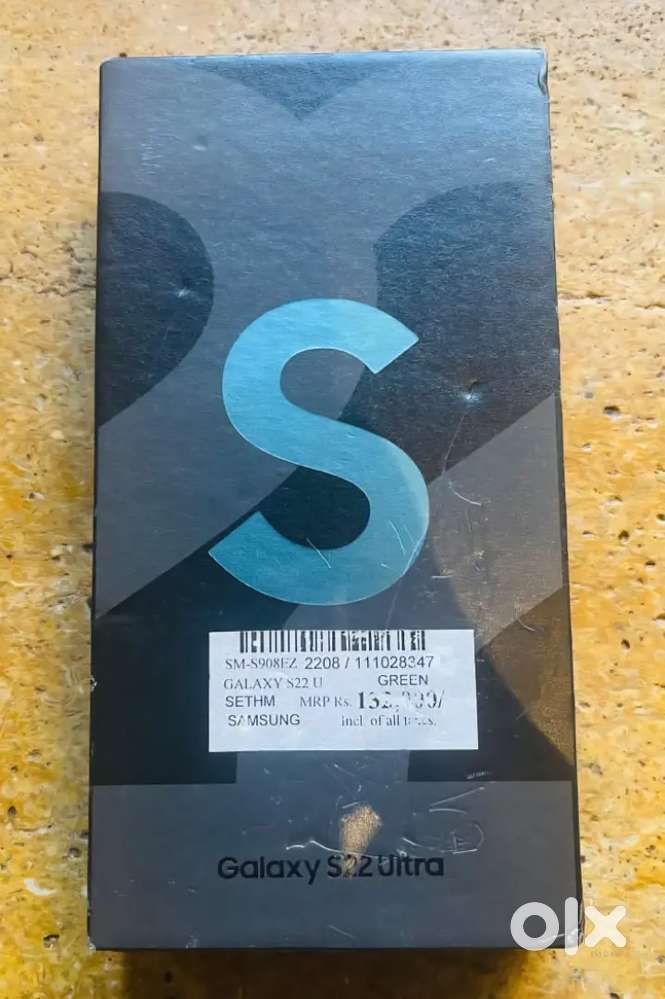 S
SM-S908EZ 2208 / 111028347
GALAXY S22 U GREEN
SETHM MRP Rs.
SAMSUNG incl. of all
Galaxy S22 Ultra
olx